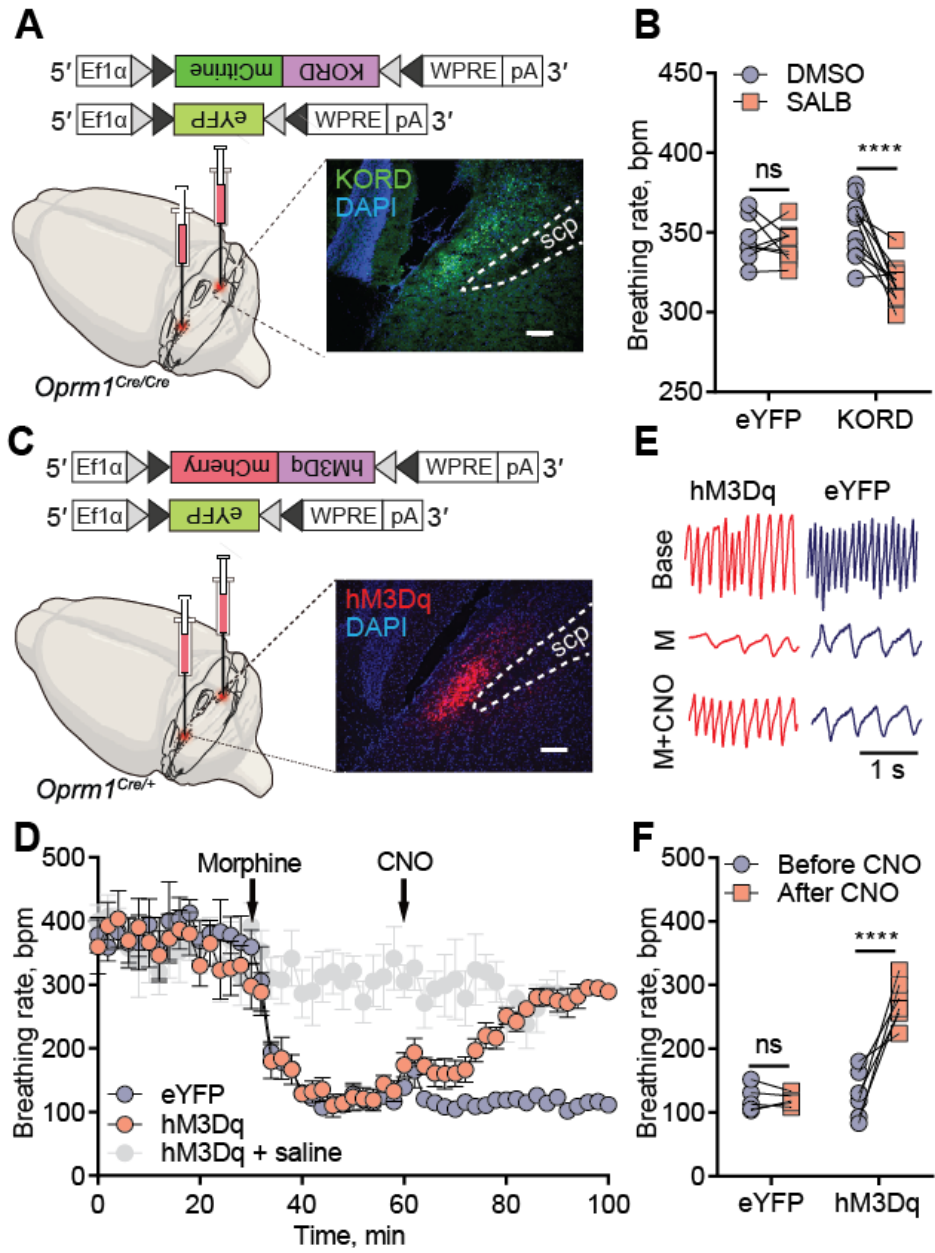 A
5′ Ef1α mCitrine KORD WPRE pA 3′
5′ Ef1α eYFP WPRE pA 3′
KORD
DAPI
scp
Oprm1Cre/Cre
B
Breathing rate, bpm
450
400
350
300
250
DMSO
SALB
ns
****
eYFP KORD
C
5′ Ef1α mCherry hM3Dq WPRE pA 3′
5′ Ef1α eYFP WPRE pA 3′
hM3Dq
DAPI
scp
Oprm1Cre/+
E
hM3Dq eYFP
Base
M
M+CNO
1 s
D
Breathing rate, bpm
500
400
300
200
100
0
Morphine CNO
eYFP
hM3Dq
hM3Dq + saline
0 20 40 60 80 100
Time, min
F
Breathing rate, bpm
500
400
300
200
100
0
Before CNO
After CNO
ns
****
eYFP hM3Dq